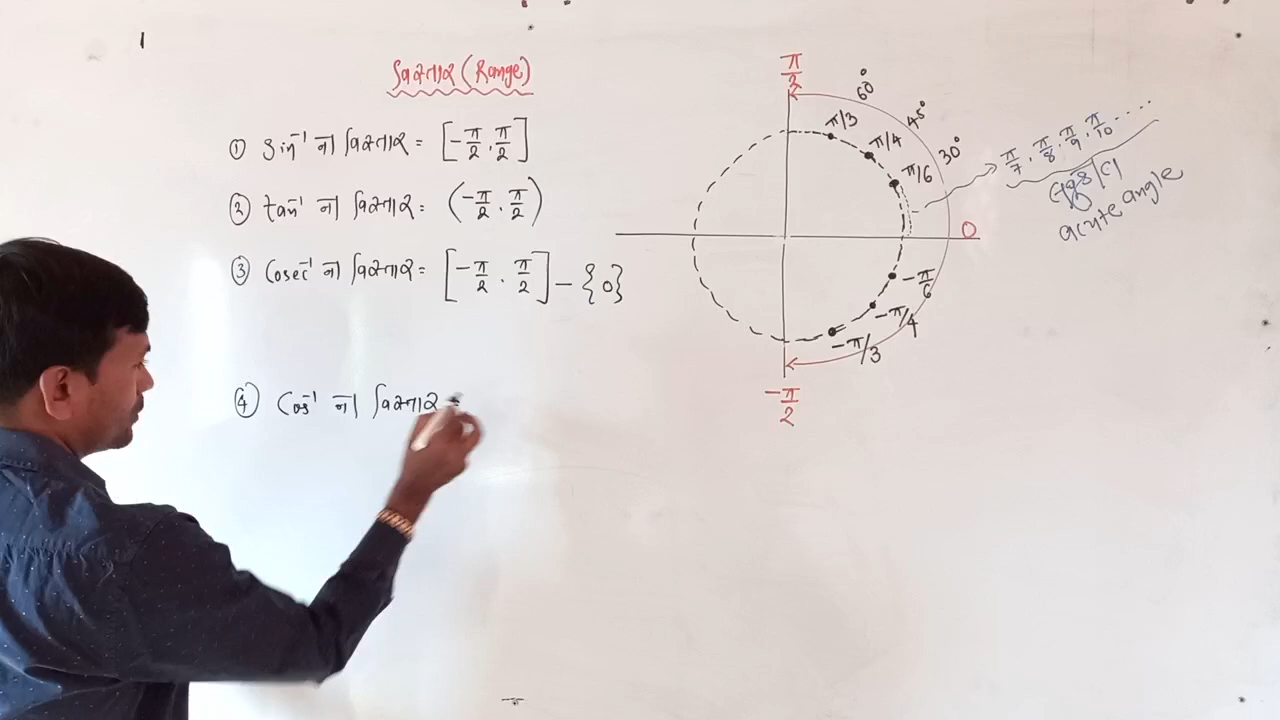 વિસ્તાર (Range)
① sin⁻¹ નો વિસ્તાર = [-π/2, π/2]
② tan⁻¹ નો વિસ્તાર = (-π/2, π/2)
③ cosec⁻¹ નો વિસ્તાર = [-π/2, π/2] - {0}
④ cos⁻¹ નો વિસ્તાર =
π/2
60°
π/3
45°
π/4
30°
π/6
π/7, π/8, π/9, π/10 ....
acute angle
0
-π/6
-π/4
-π/3
-π/2